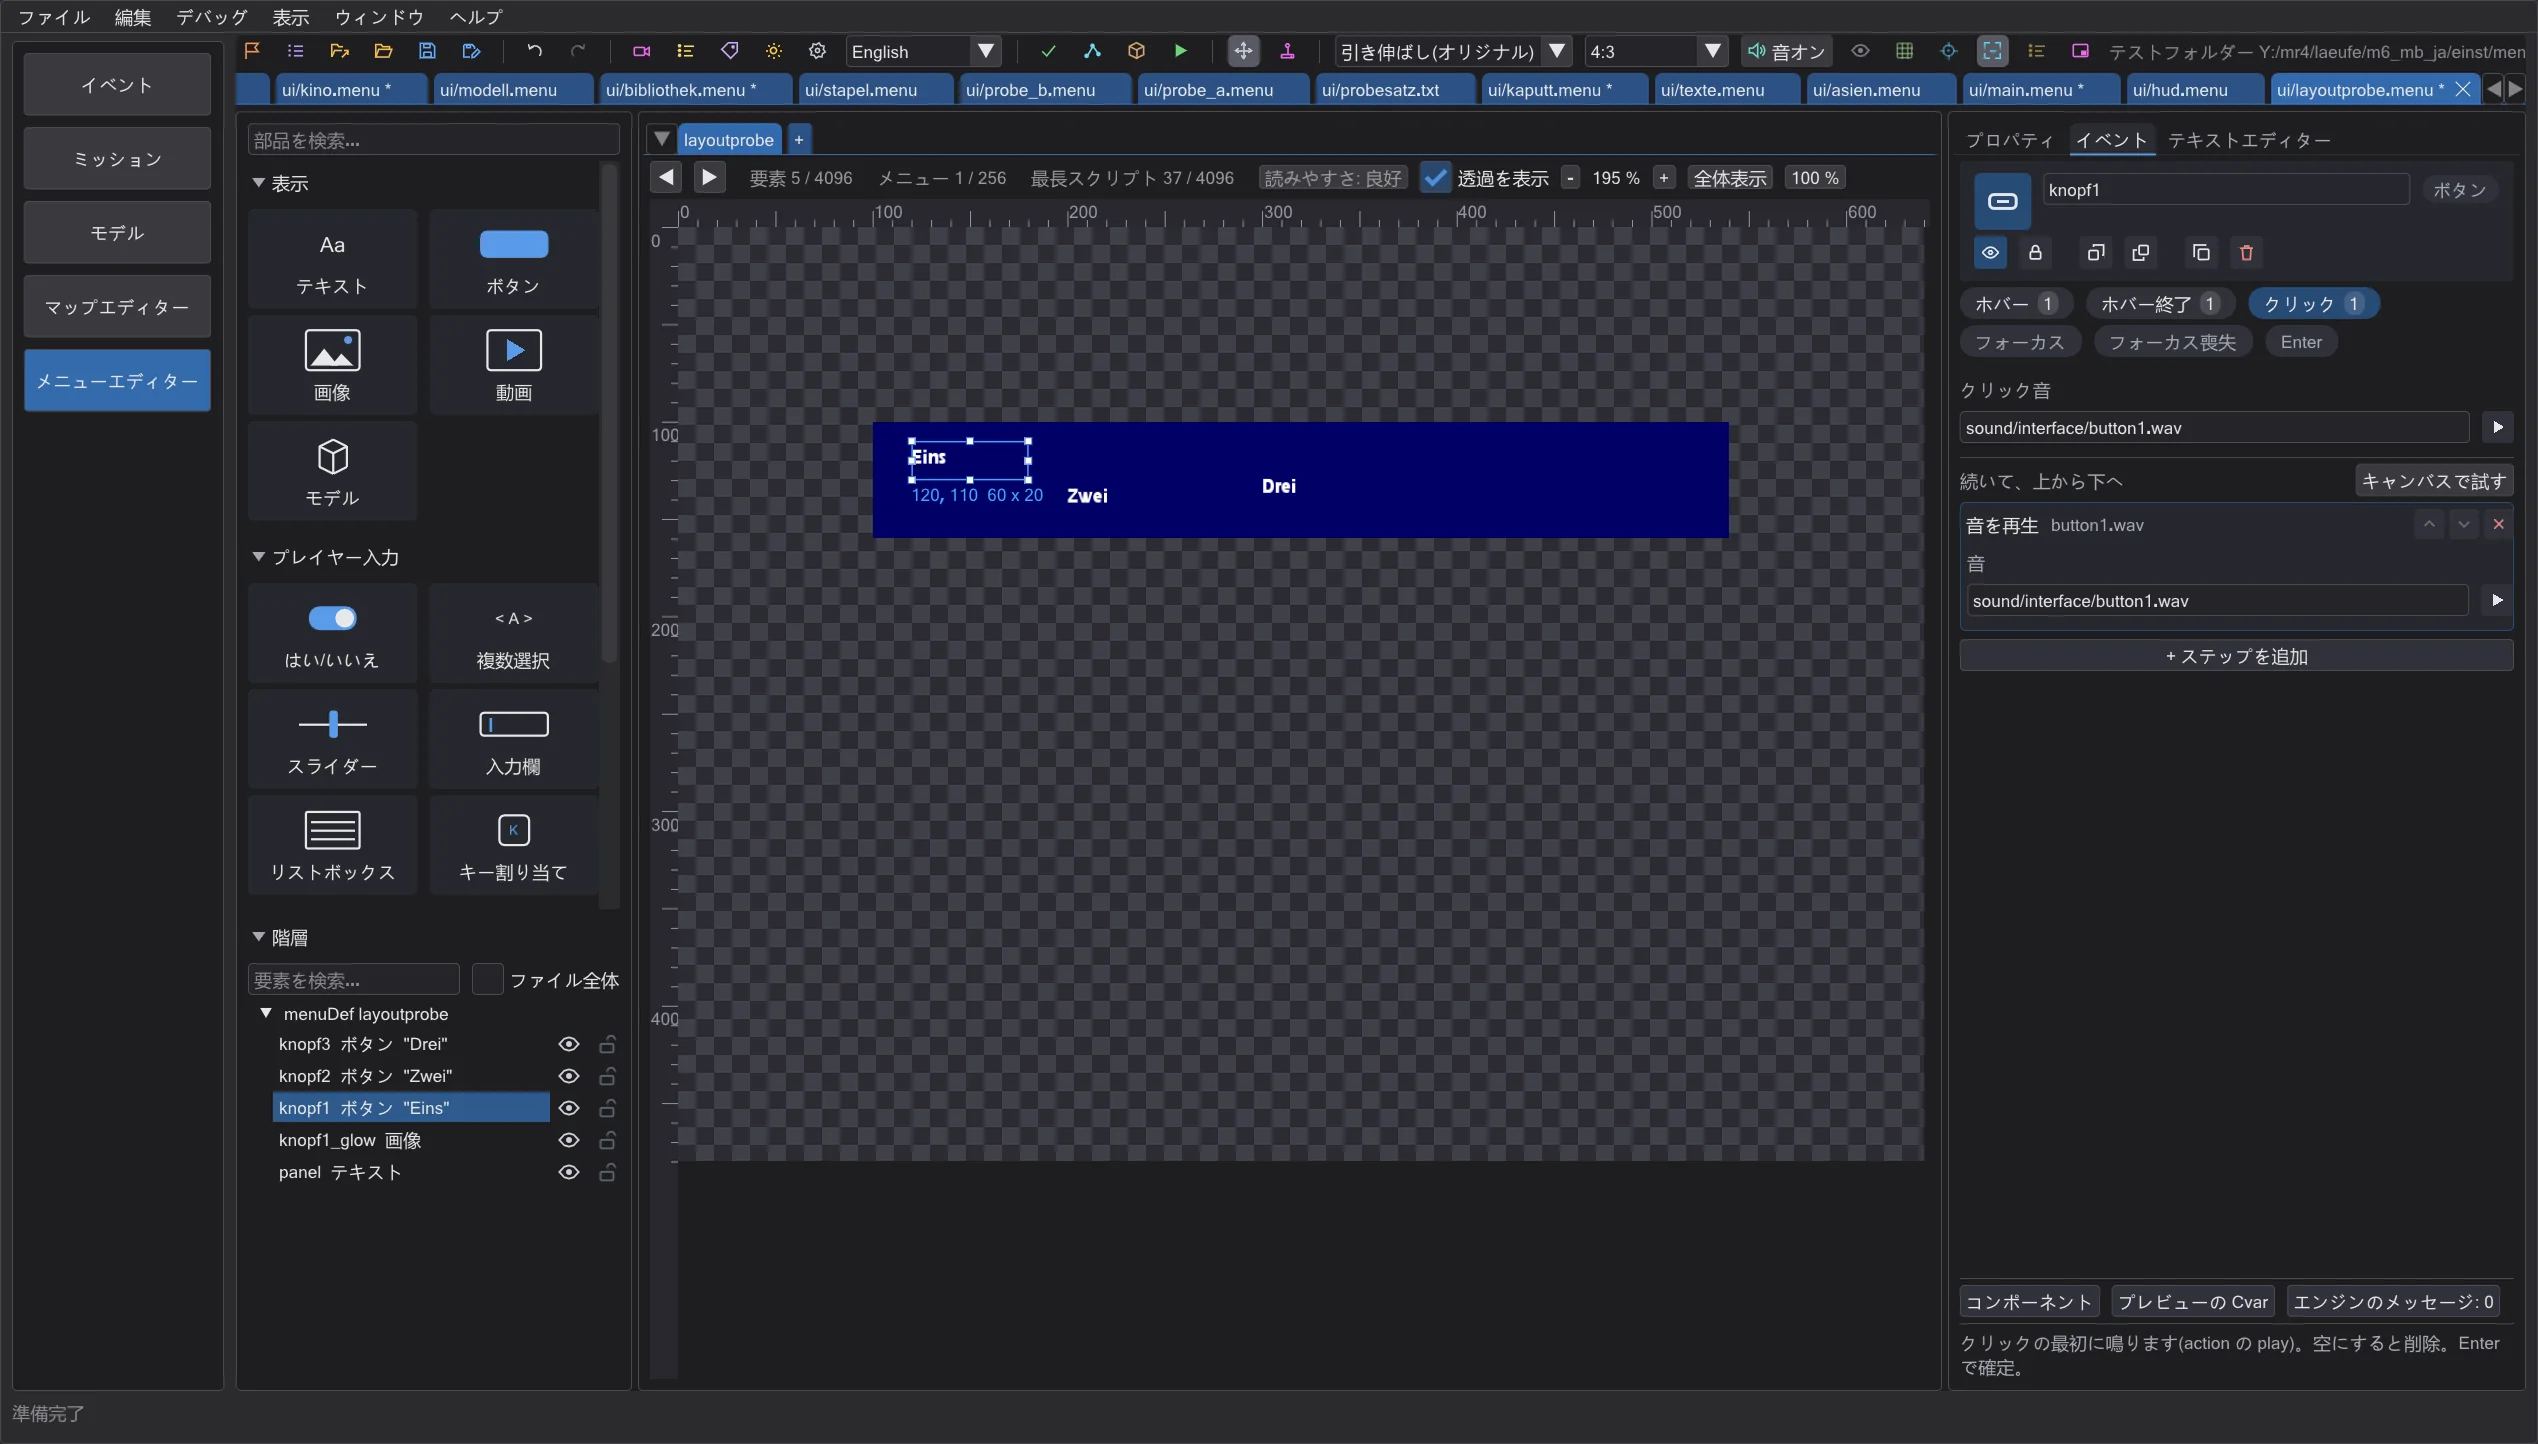 ファイル 編集 デバッグ 表示 ウィンドウ ヘルプ
English 引き伸ばし(オリジナル) 4:3 音オン テストフォルダー Y:/mr4/laeufe/m6_mb_ja/einst/men
ui/kino.menu * ui/modell.menu ui/bibliothek.menu * ui/stapel.menu ui/probe_b.menu ui/probe_a.menu ui/probesatz.txt ui/kaputt.menu * ui/texte.menu ui/asien.menu ui/main.menu * ui/hud.menu ui/layoutprobe.menu *
イベント
ミッション
モデル
マップエディター
メニューエディター
部品を検索...
表示
Aa
テキスト ボタン
画像 動画
モデル
プレイヤー入力
< A >
はい/いいえ 複数選択
スライダー 入力欄
K
リストボックス キー割り当て
階層
要素を検索... ファイル全体
menuDef layoutprobe
knopf3 ボタン "Drei"
knopf2 ボタン "Zwei"
knopf1 ボタン "Eins"
knopf1_glow 画像
panel テキスト
layoutprobe +
要素 5 / 4096 メニュー 1 / 256 最長スクリプト 37 / 4096 読みやすさ: 良好 透過を表示 - 195 % + 全体表示 100 %
0 100 200 300 400 500 600
0
100
200
300
400
Eins
120, 110 60 x 20
Zwei
Drei
プロパティ イベント テキストエディター
knopf1 ボタン
ホバー 1 ホバー終了 1 クリック 1
フォーカス フォーカス喪失 Enter
クリック音
sound/interface/button1.wav
続いて、上から下へ キャンバスで試す
音を再生 button1.wav
音
sound/interface/button1.wav
+ ステップを追加
コンポーネント プレビューの Cvar エンジンのメッセージ: 0
クリックの最初に鳴ります(action の play)。空にすると削除。Enter
で確定。
準備完了